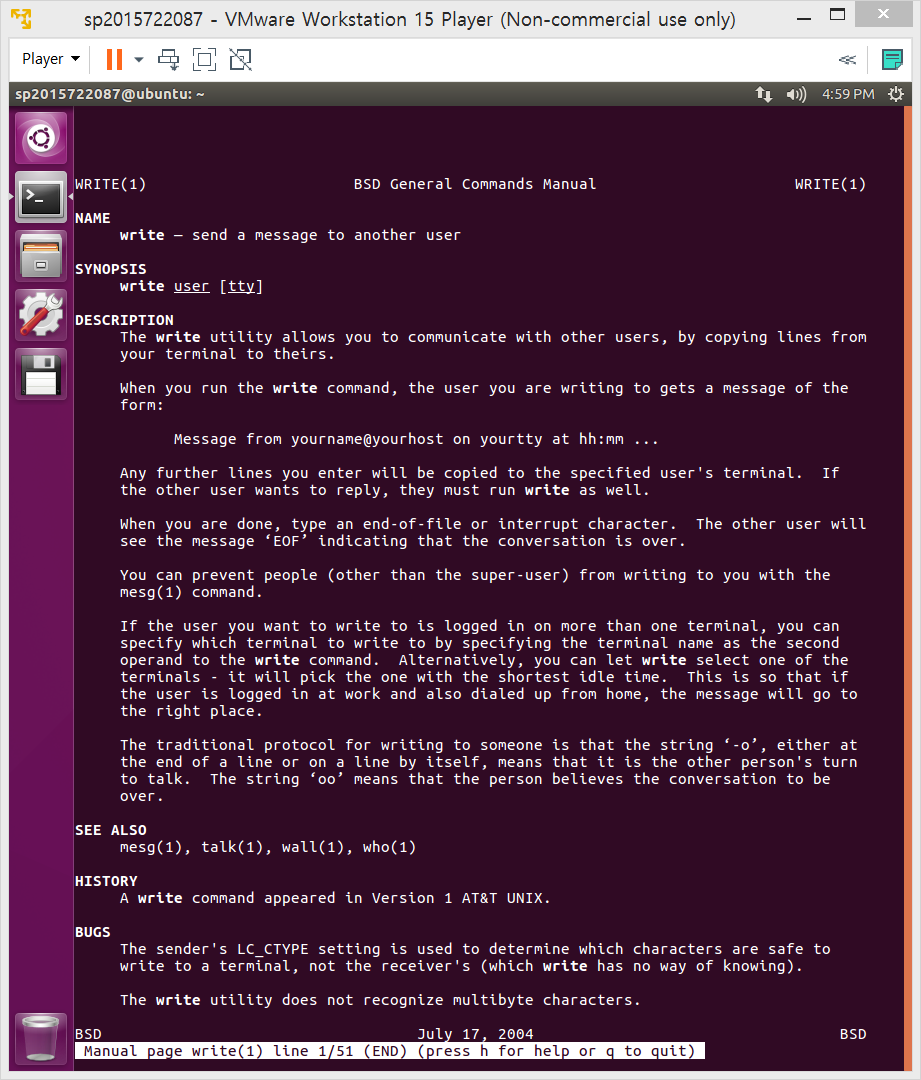 sp2015722087 - VMware Workstation 15 Player (Non-commercial use only)
Player
sp2015722087@ubuntu: ~
4:59 PM
WRITE(1) BSD General Commands Manual WRITE(1)
NAME
write — send a message to another user
SYNOPSIS
write user [tty]
DESCRIPTION
The write utility allows you to communicate with other users, by copying lines from
your terminal to theirs.
When you run the write command, the user you are writing to gets a message of the
form:
Message from yourname@yourhost on yourtty at hh:mm ...
Any further lines you enter will be copied to the specified user's terminal.  If
the other user wants to reply, they must run write as well.
When you are done, type an end-of-file or interrupt character.  The other user will
see the message ‘EOF’ indicating that the conversation is over.
You can prevent people (other than the super-user) from writing to you with the
mesg(1) command.
If the user you want to write to is logged in on more than one terminal, you can
specify which terminal to write to by specifying the terminal name as the second
operand to the write command.  Alternatively, you can let write select one of the
terminals - it will pick the one with the shortest idle time.  This is so that if
the user is logged in at work and also dialed up from home, the message will go to
the right place.
The traditional protocol for writing to someone is that the string ‘-o’, either at
the end of a line or on a line by itself, means that it is the other person's turn
to talk.  The string ‘oo’ means that the person believes the conversation to be
over.
SEE ALSO
mesg(1), talk(1), wall(1), who(1)
HISTORY
A write command appeared in Version 1 AT&T UNIX.
BUGS
The sender's LC_CTYPE setting is used to determine which characters are safe to
write to a terminal, not the receiver's (which write has no way of knowing).
The write utility does not recognize multibyte characters.
BSD July 17, 2004 BSD
Manual page write(1) line 1/51 (END) (press h for help or q to quit)